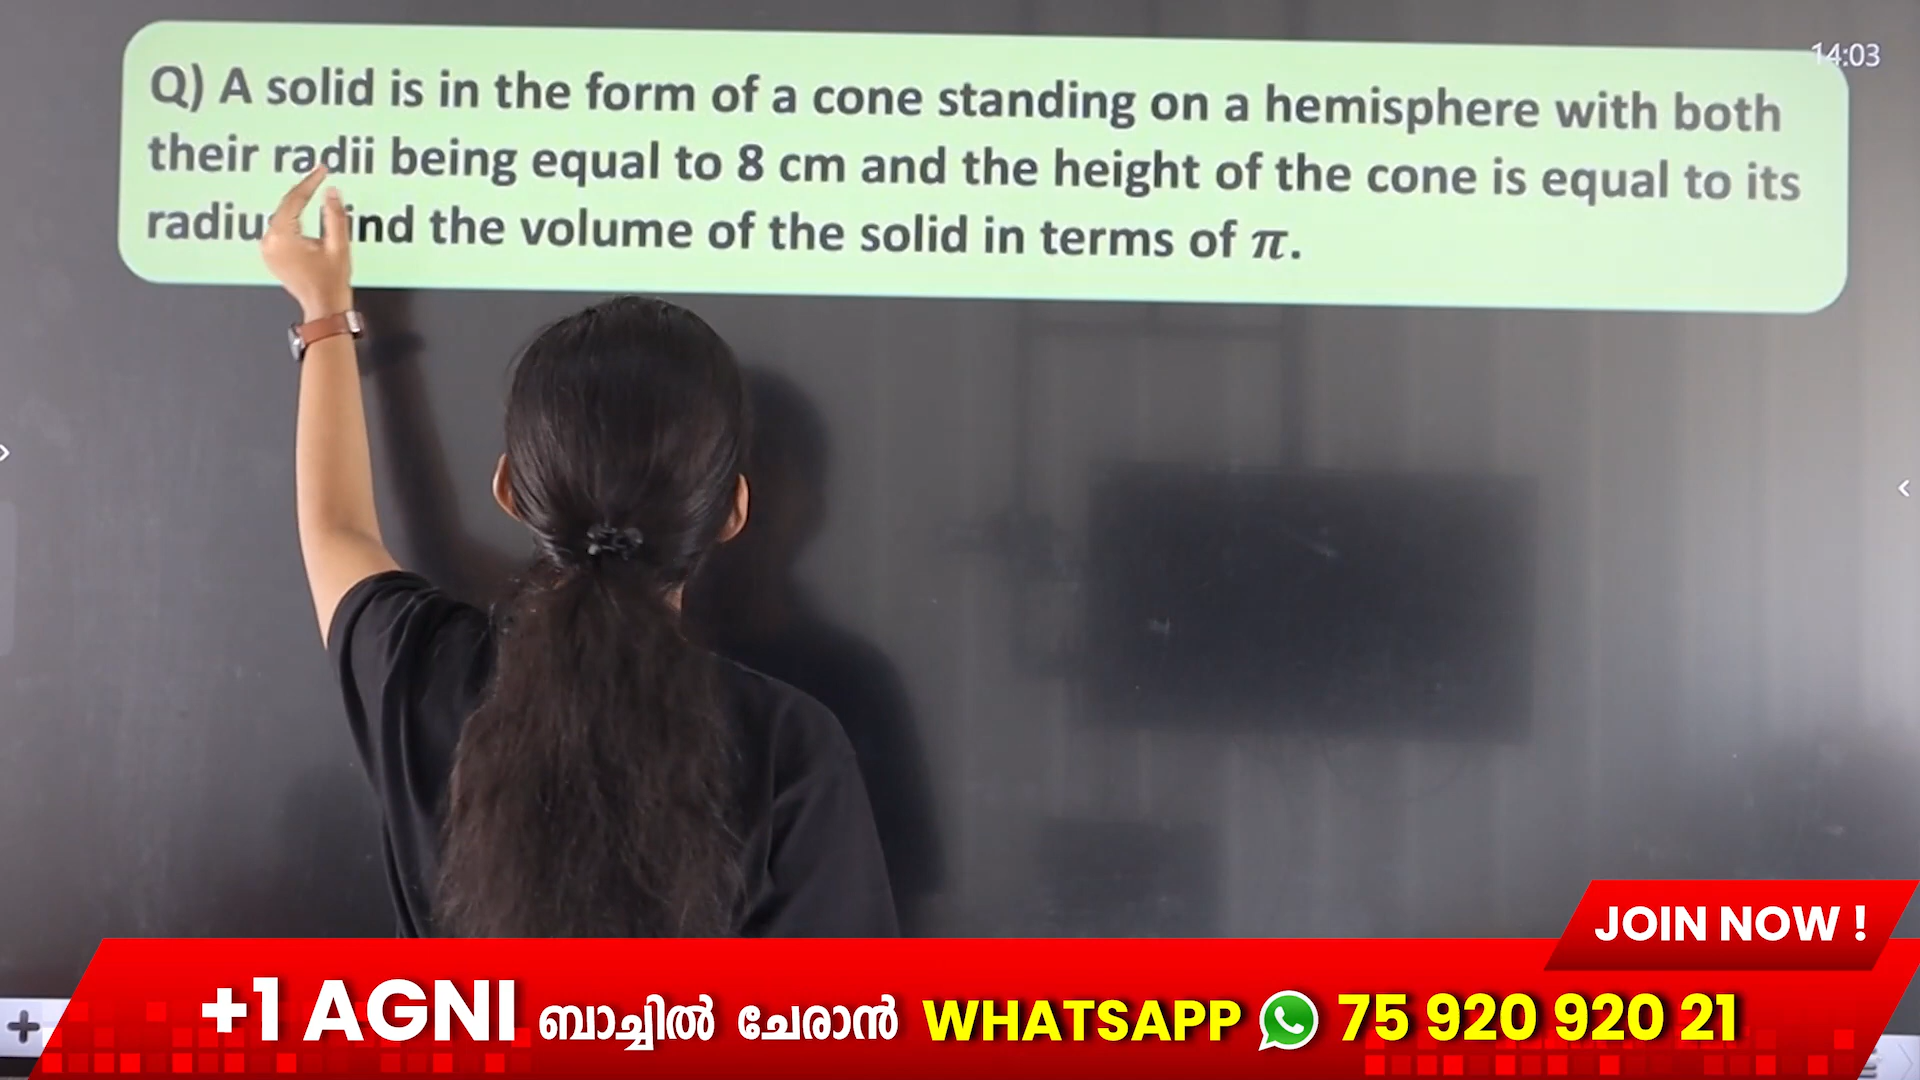 14:03
Q) A solid is in the form of a cone standing on a hemisphere with both
their radii being equal to 8 cm and the height of the cone is equal to its
find the volume of the solid in terms of π.
JOIN NOW !
+1 AGNI ബാച്ചിൽ ചേരാൻ WHATSAPP 75 920 920 21